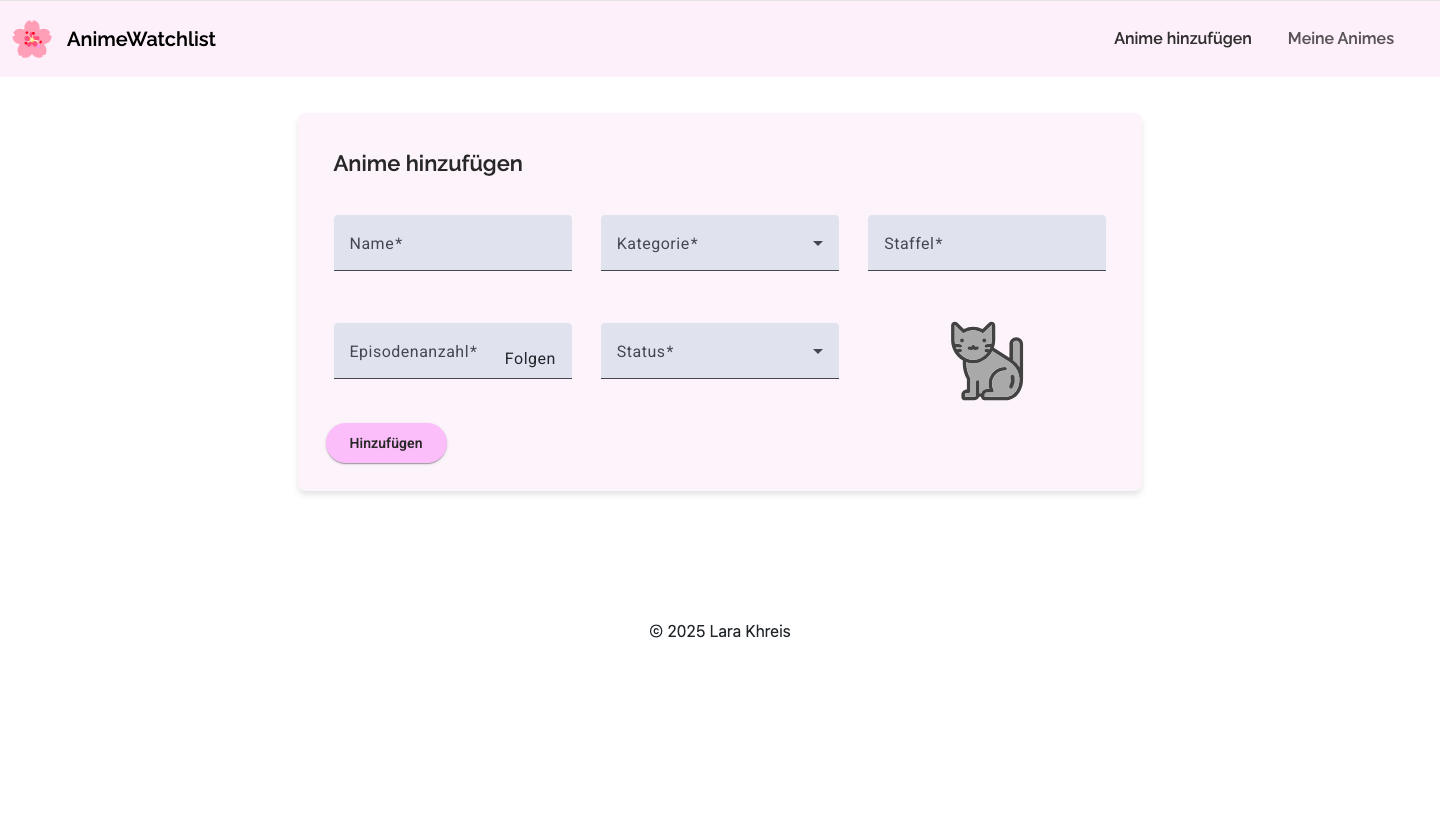 AnimeWatchlist
Anime hinzufügen
Meine Animes
Anime hinzufügen
Name*
Kategorie*
Staffel*
Episodenanzahl*
Folgen
Status*
Hinzufügen
© 2025 Lara Khreis